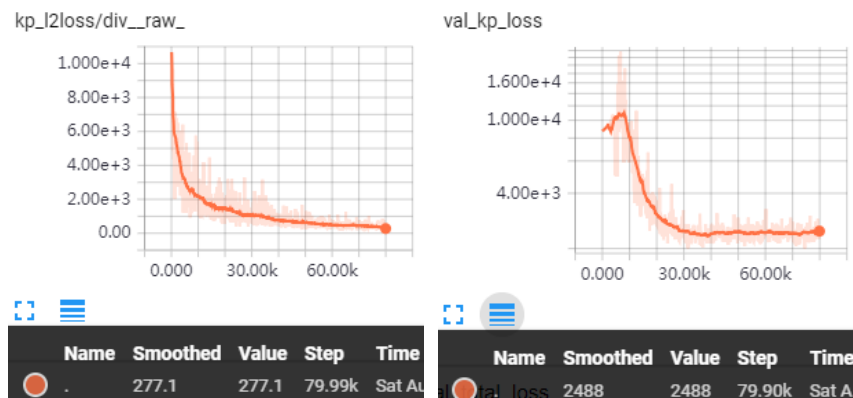 kp_l2loss/div__raw_
1.000e+4
8.00e+3
6.00e+3
4.00e+3
2.00e+3
0.00
0.000 30.00k 60.00k
Name Smoothed Value Step Time
. 277.1 277.1 79.99k Sat Au
val_kp_loss
1.600e+4
1.000e+4
4.00e+3
0.000 30.00k 60.00k
Name Smoothed Value Step Time
. 2488 2488 79.90k Sat A